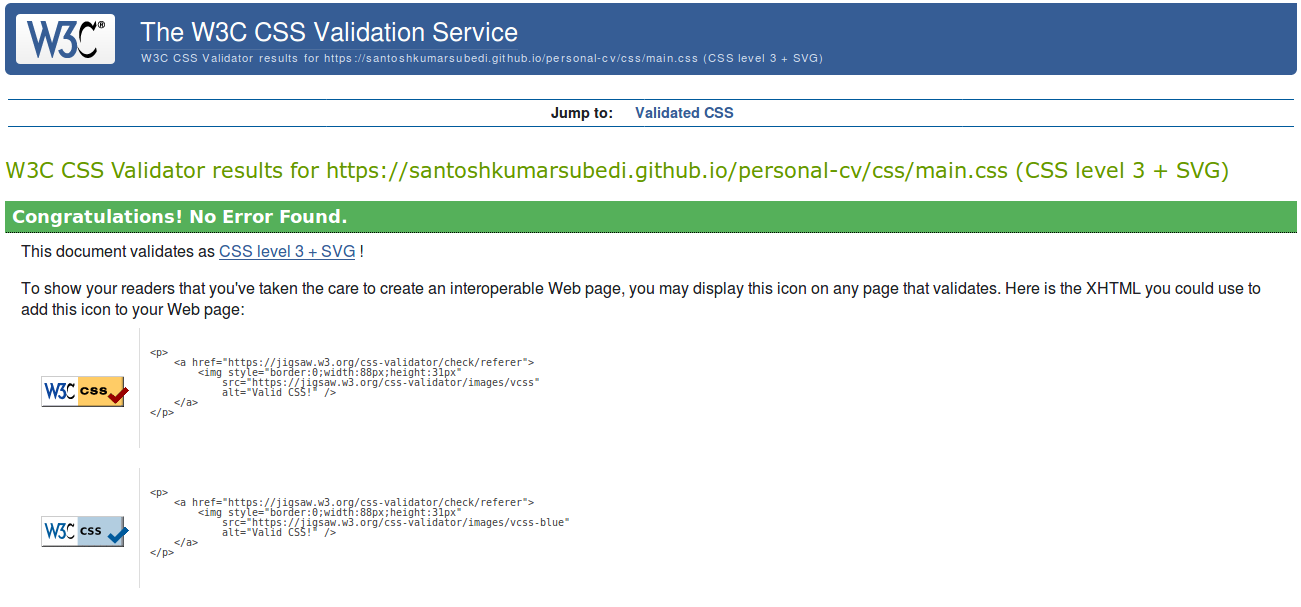 W3C®
The W3C CSS Validation Service
W3C CSS Validator results for https://santoshkumarsubedi.github.io/personal-cv/css/main.css (CSS level 3 + SVG)
Jump to: Validated CSS
W3C CSS Validator results for https://santoshkumarsubedi.github.io/personal-cv/css/main.css (CSS level 3 + SVG)
Congratulations! No Error Found.
This document validates as CSS level 3 + SVG !
To show your readers that you've taken the care to create an interoperable Web page, you may display this icon on any page that validates. Here is the XHTML you could use to
add this icon to your Web page:
W3C css
<p>
<a href="https://jigsaw.w3.org/css-validator/check/referer">
<img style="border:0;width:88px;height:31px"
src="https://jigsaw.w3.org/css-validator/images/vcss"
alt="Valid CSS!" />
</a>
</p>
W3C css
<p>
<a href="https://jigsaw.w3.org/css-validator/check/referer">
<img style="border:0;width:88px;height:31px"
src="https://jigsaw.w3.org/css-validator/images/vcss-blue"
alt="Valid CSS!" />
</a>
</p>